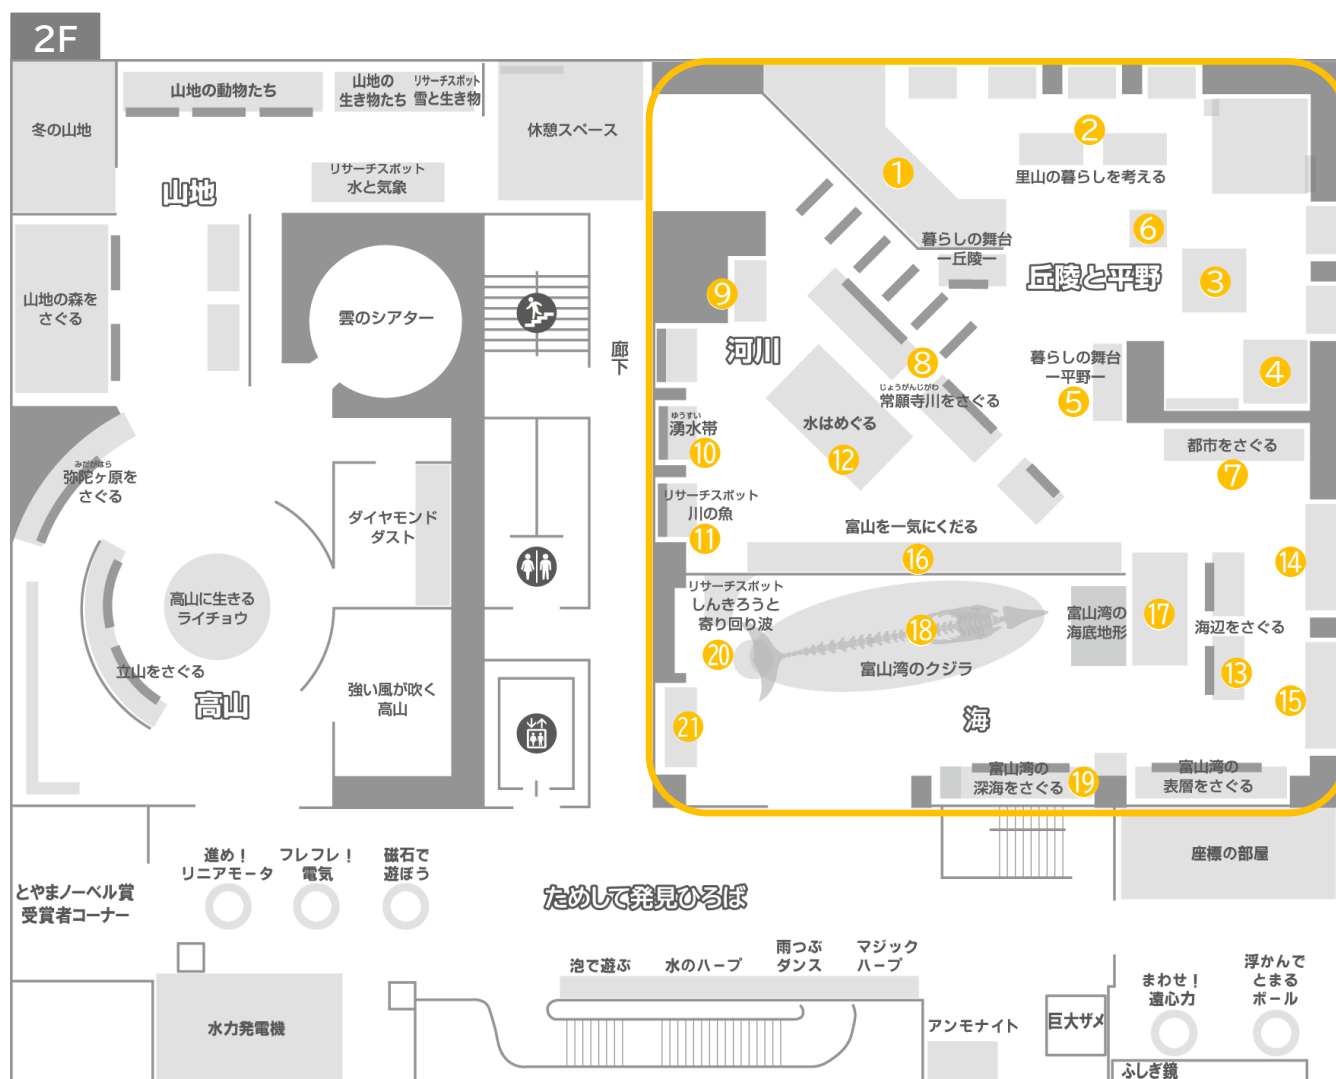 2F
山地の動物たち
山地の
生き物たち
リサーチスポット
雪と生き物
冬の山地
休憩スペース
山地
リサーチスポット
水と気象
山地の森を
さぐる
雲のシアター
廊下
みだがはら
弥陀ヶ原を
さぐる
ダイヤモンド
ダスト
高山に生きる
ライチョウ
立山をさぐる
高山
強い風が吹く
高山
1
2
里山の暮らしを考える
6
暮らしの舞台
ー丘陵ー
丘陵と平野
3
9
河川
8
暮らしの舞台
ー平野ー
5
4
じょうがんじがわ
常願寺川をさぐる
ゆうすい
湧水帯
10
水はめぐる
12
都市をさぐる
7
リサーチスポット
川の魚
11
富山を一気にくだる
16
14
リサーチスポット
しんきろうと
寄り回り波
20
18
富山湾のクジラ
富山湾の
海底地形
17
海辺をさぐる
13
15
21
海
富山湾の
深海をさぐる
19
富山湾の
表層をさぐる
座標の部屋
とやまノーベル賞
受賞者コーナー
進め！
リニアモータ
フレフレ！
電気
磁石で
遊ぼう
ためして発見ひろば
泡で遊ぶ
水のハープ
雨つぶ
ダンス
マジック
ハープ
水力発電機
アンモナイト
巨大ザメ
まわせ！
遠心力
浮かんで
とまる
ボール
ふしぎ鏡